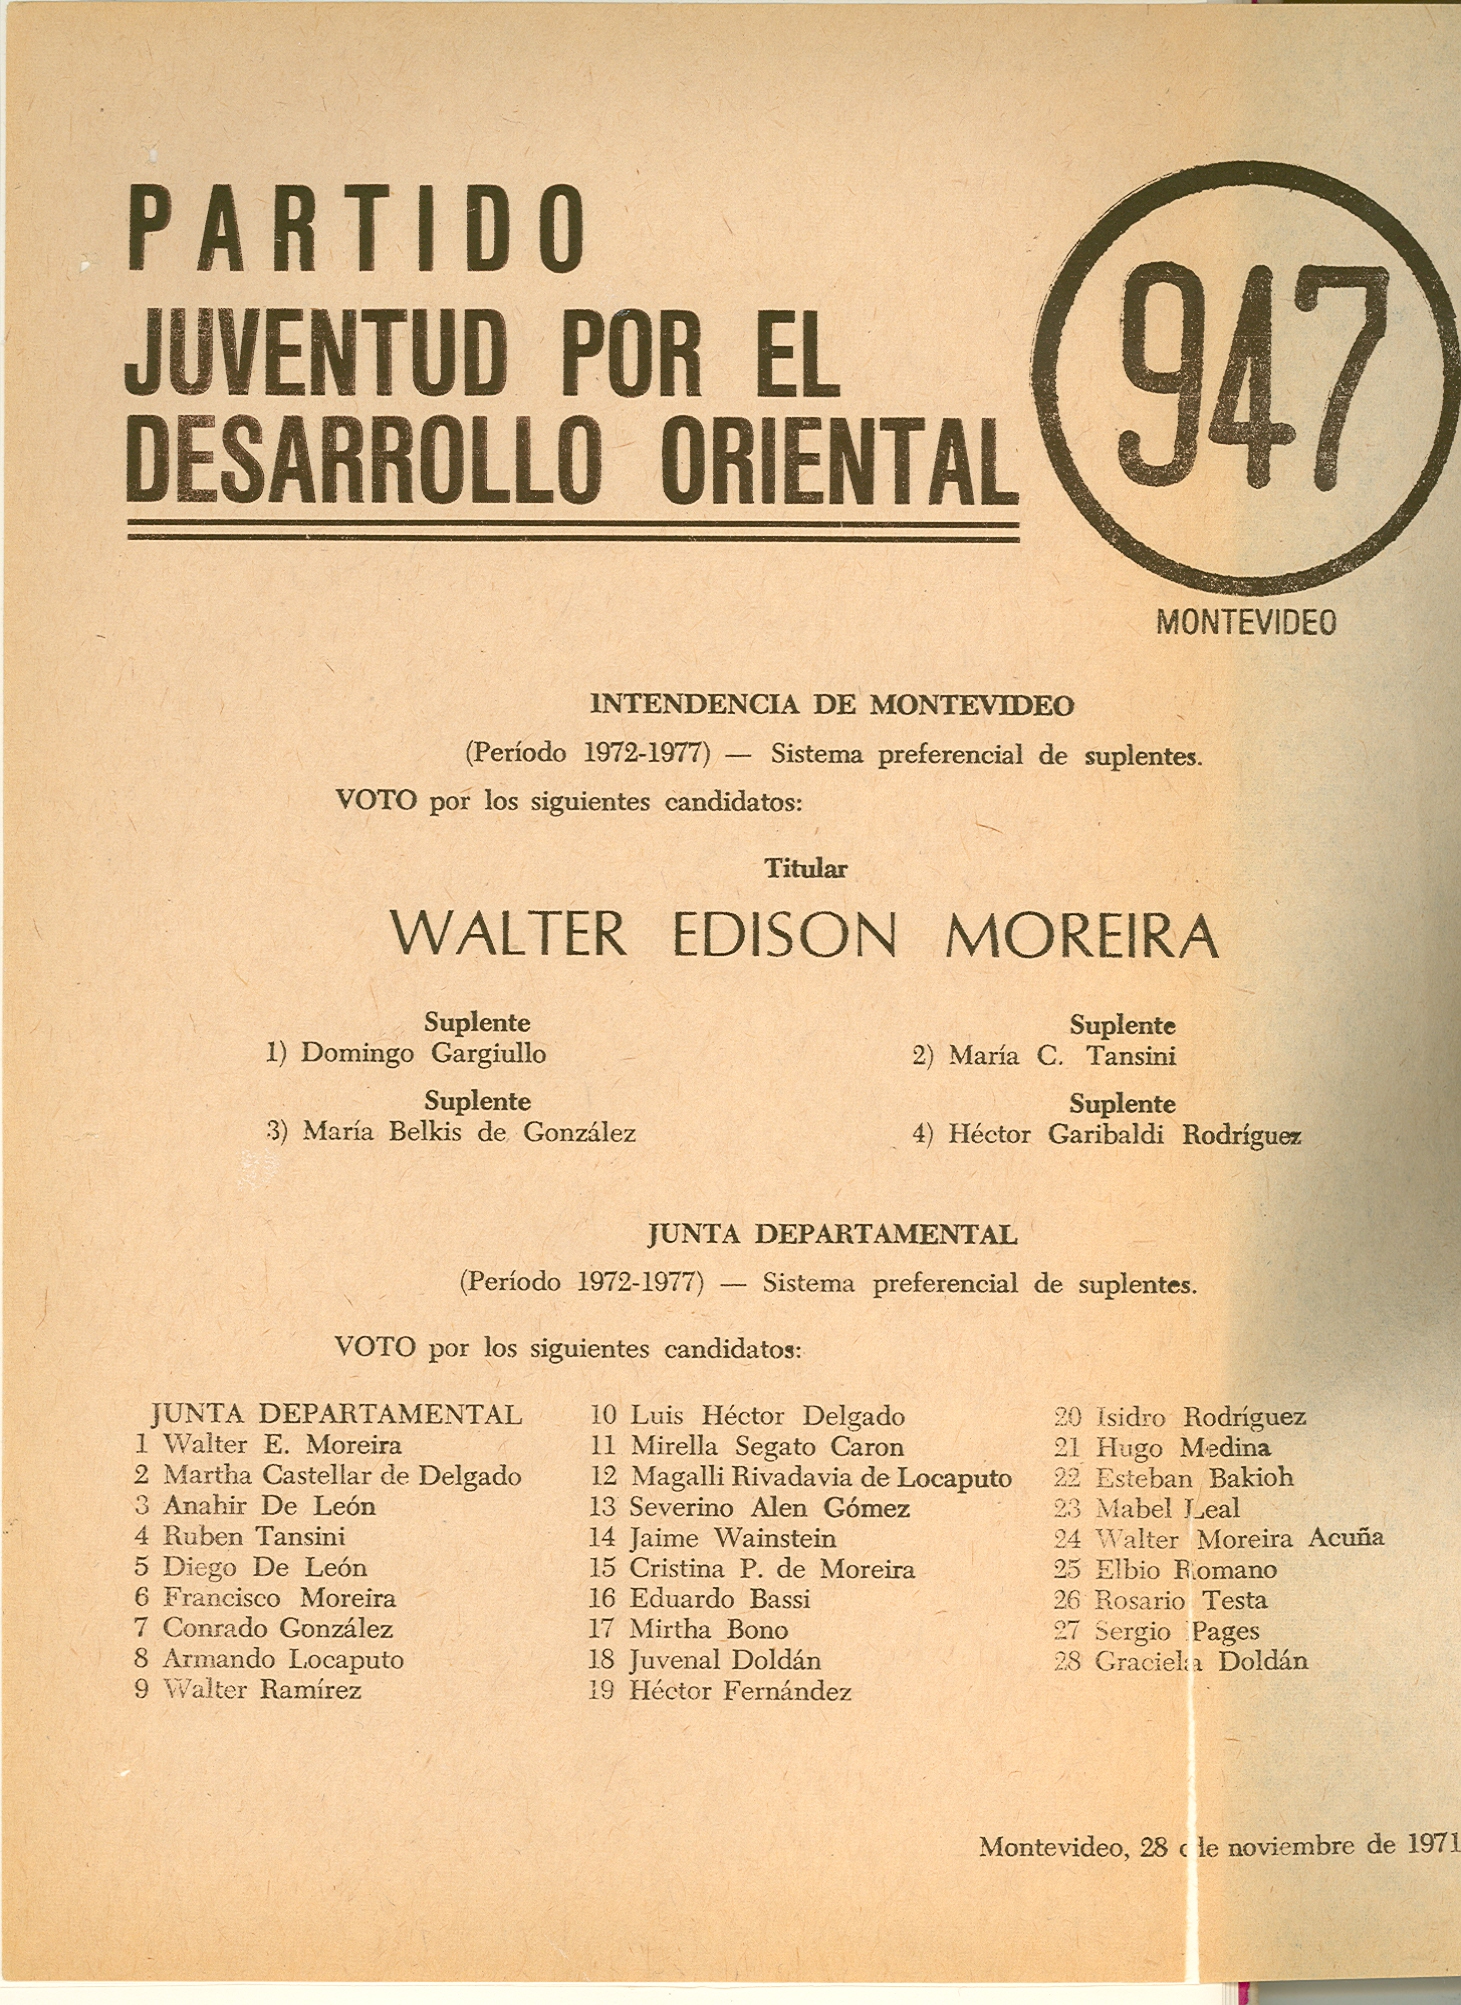 PARTIDO
JUVENTUD POR EL
DESARROLLO ORIENTAL
947
MONTEVIDEO
INTENDENCIA DE MONTEVIDEO
(Período 1972-1977) — Sistema preferencial de suplentes.
VOTO por los siguientes candidatos:
Titular
WALTER EDISON MOREIRA
Suplente
1) Domingo Gargiullo
Suplente
2) María C. Tansini
Suplente
3) María Belkis de González
Suplente
4) Héctor Garibaldi Rodríguez
JUNTA DEPARTAMENTAL
(Período 1972-1977) — Sistema preferencial de suplentes.
VOTO por los siguientes candidatos:
JUNTA DEPARTAMENTAL
1 Walter E. Moreira
2 Martha Castellar de Delgado
3 Anahir De León
4 Ruben Tansini
5 Diego De León
6 Francisco Moreira
7 Conrado González
8 Armando Locaputo
9 Walter Ramírez
10 Luis Héctor Delgado
11 Mirella Segato Caron
12 Magalli Rivadavia de Locaputo
13 Severino Alen Gómez
14 Jaime Wainstein
15 Cristina P. de Moreira
16 Eduardo Bassi
17 Mirtha Bono
18 Juvenal Doldán
19 Héctor Fernández
20 Isidro Rodríguez
21 Hugo Medina
22 Esteban Bakioh
23 Mabel Leal
24 Walter Moreira Acuña
25 Elbio Romano
26 Rosario Testa
27 Sergio Pages
28 Graciela Doldán
Montevideo, 28 de noviembre de 1971